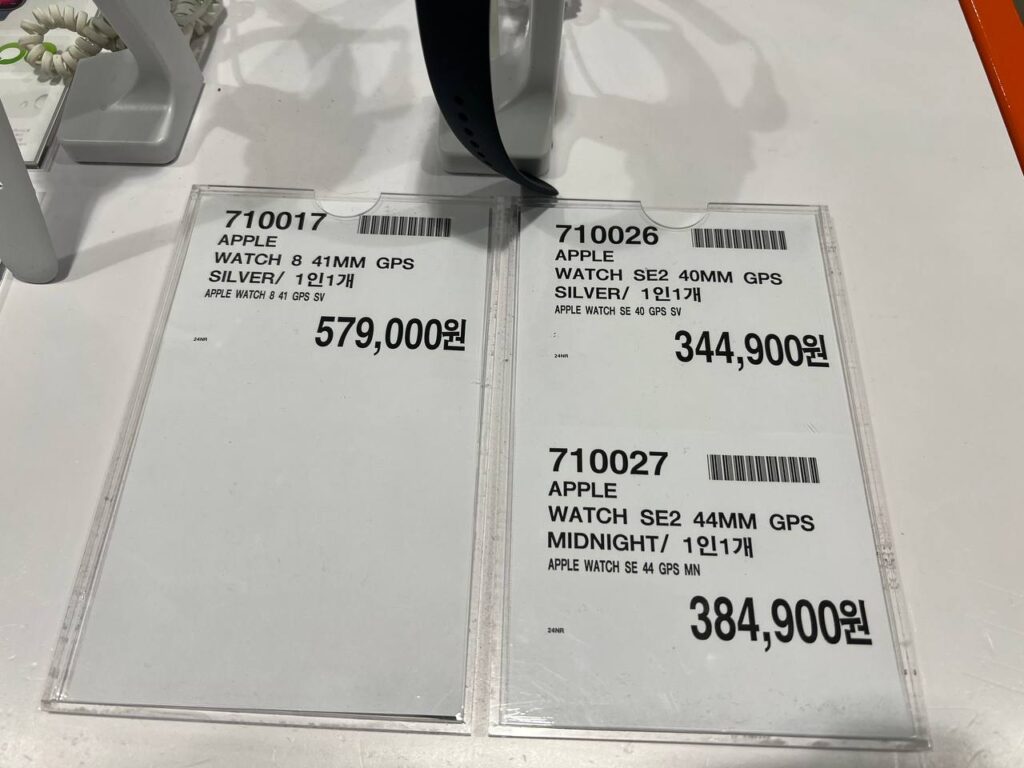 710017
APPLE
WATCH 8 41MM GPS
SILVER/ 1인1개
APPLE WATCH 8 41 GPS SV
24NR
579,000원
710026
APPLE
WATCH SE2 40MM GPS
SILVER/ 1인1개
APPLE WATCH SE 40 GPS SV
24NR
344,900원
710027
APPLE
WATCH SE2 44MM GPS
MIDNIGHT/ 1인1개
APPLE WATCH SE 44 GPS MN
24NR
384,900원